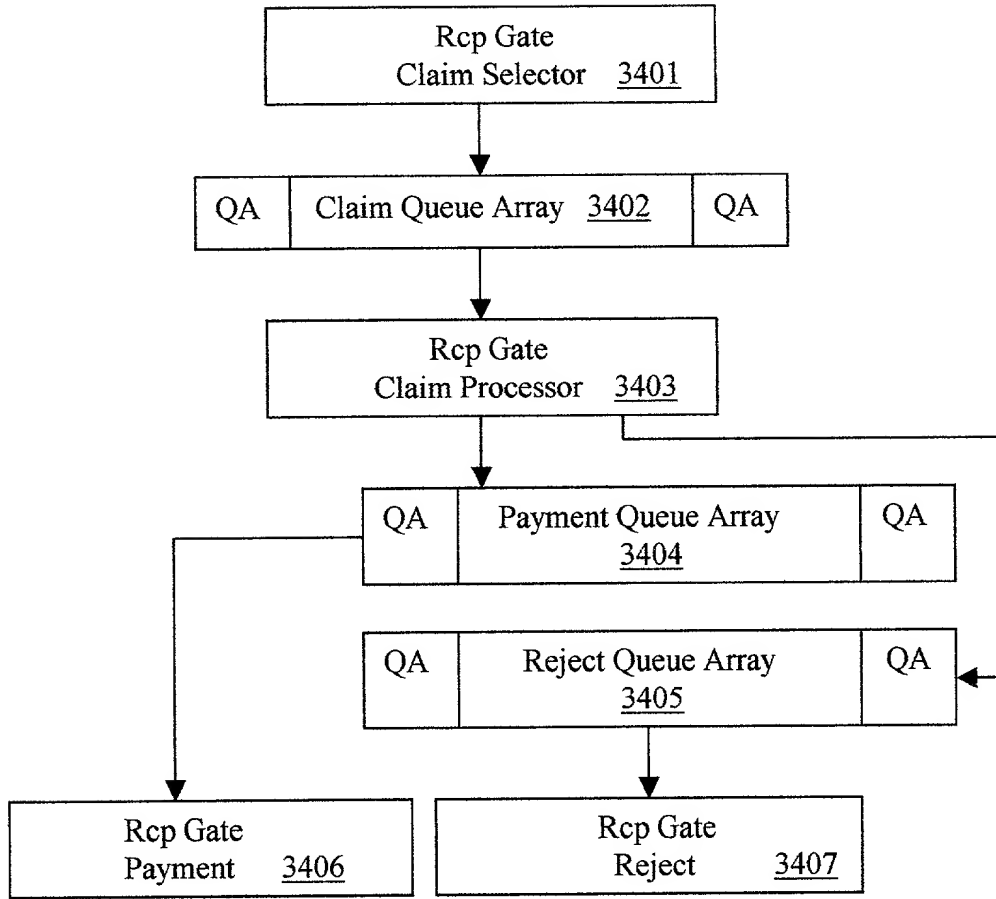 Rcp Gate
Claim Selector 3401
QA Claim Queue Array 3402 QA
Rcp Gate
Claim Processor 3403
QA Payment Queue Array QA
3404
QA Reject Queue Array QA
3405
Rcp Gate
Payment 3406
Rcp Gate
Reject 3407